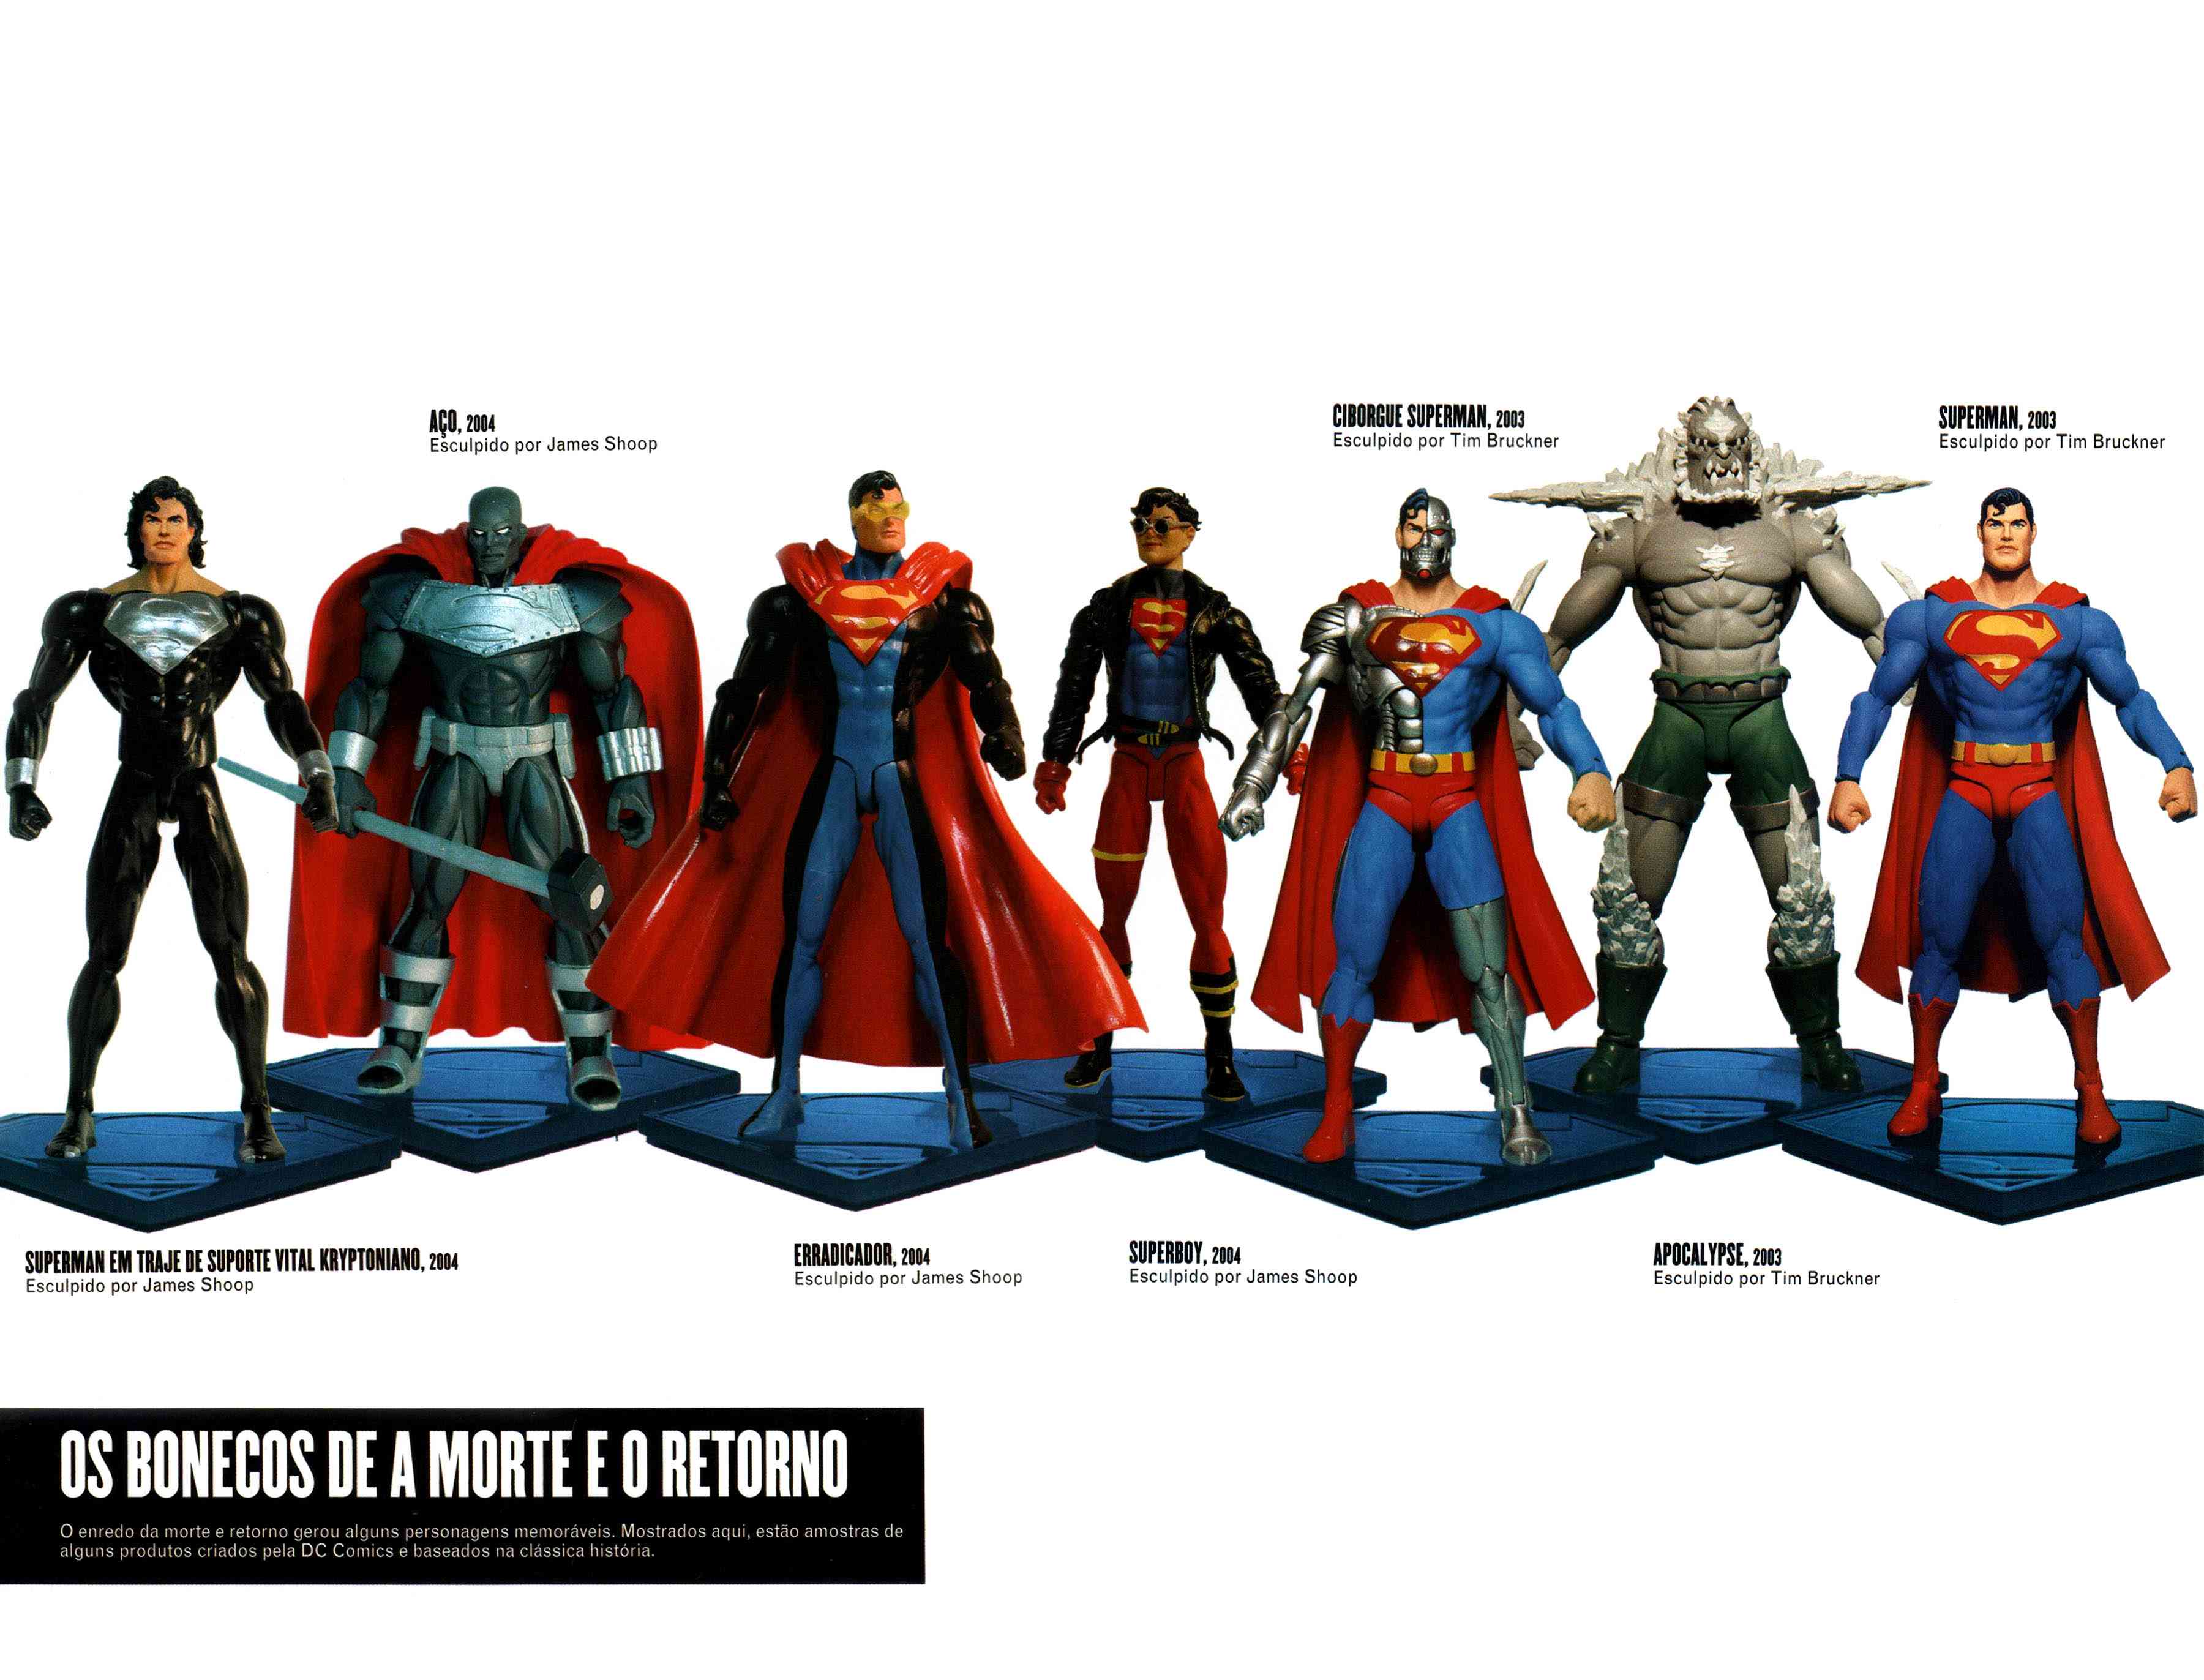 AÇO, 2004
Esculpido por James Shoop
CIBORGUE SUPERMAN, 2003
Esculpido por Tim Bruckner
SUPERMAN, 2003
Esculpido por Tim Bruckner
SUPERMAN EM TRAJE DE SUPORTE VITAL KRYPTONIANO, 2004
Esculpido por James Shoop
ERRADICADOR, 2004
Esculpido por James Shoop
SUPERBOY, 2004
Esculpido por James Shoop
APOCALYPSE, 2003
Esculpido por Tim Bruckner
OS BONECOS DE A MORTE E O RETORNO
O enredo da morte e retorno gerou alguns personagens memoráveis. Mostrados aqui, estão amostras de
alguns produtos criados pela DC Comics e baseados na clássica história.